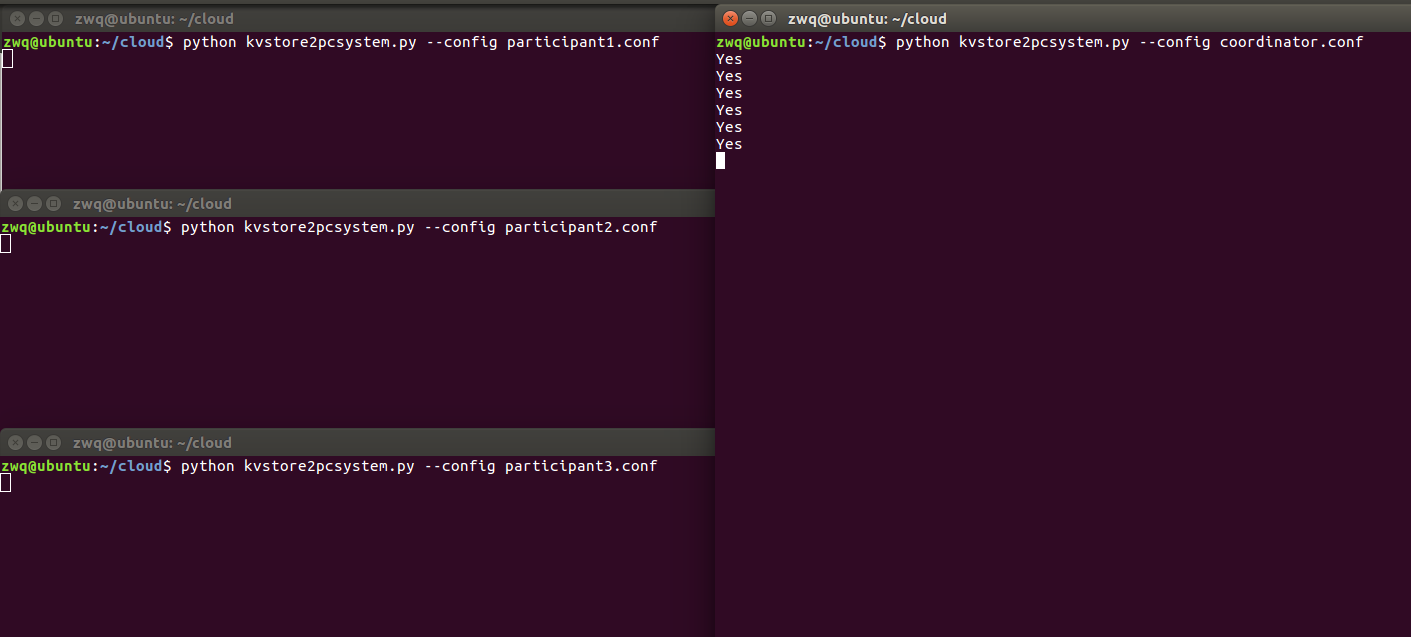 zwq@ubuntu: ~/cloud
zwq@ubuntu:~/cloud$ python kvstore2pcsystem.py --config participant1.conf
zwq@ubuntu: ~/cloud
zwq@ubuntu:~/cloud$ python kvstore2pcsystem.py --config participant2.conf
zwq@ubuntu: ~/cloud
zwq@ubuntu:~/cloud$ python kvstore2pcsystem.py --config participant3.conf
zwq@ubuntu: ~/cloud
zwq@ubuntu:~/cloud$ python kvstore2pcsystem.py --config coordinator.conf
Yes
Yes
Yes
Yes
Yes
Yes